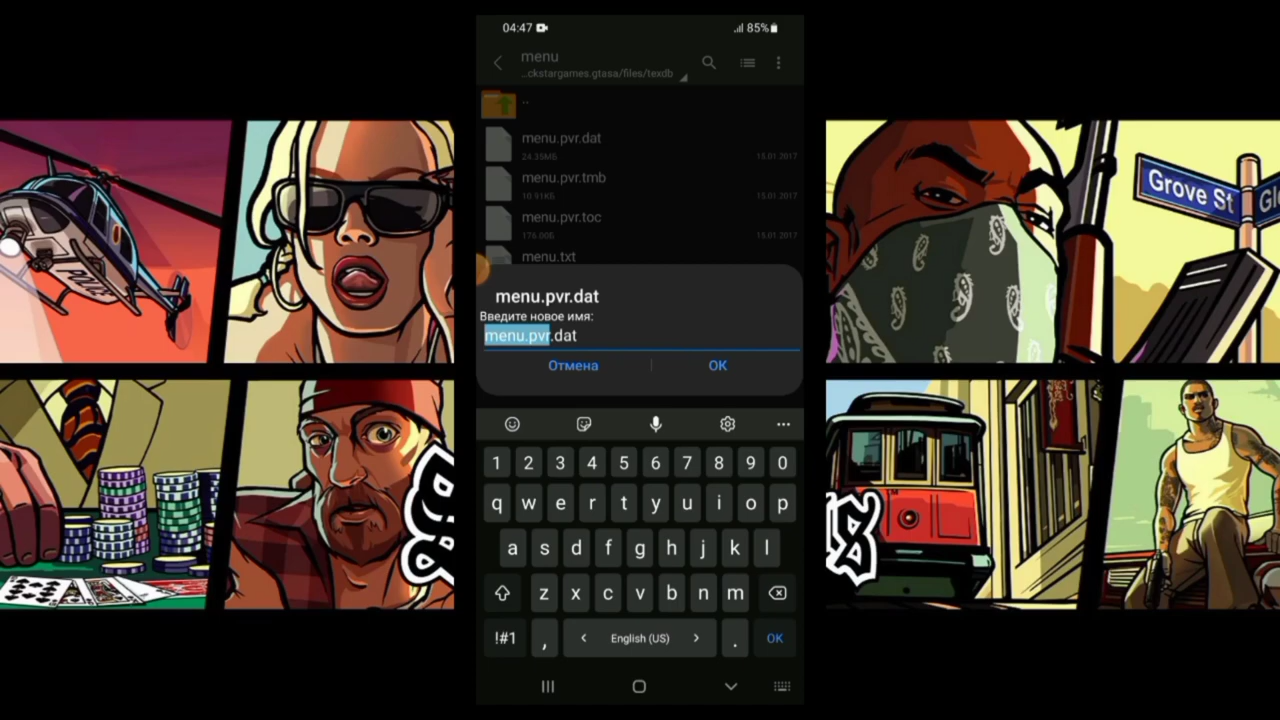 04:47
85%
menu
...ckstargames.gtasa/files/texdb
..
menu.pvr.dat
24.35МБ
15.01.2017
menu.pvr.tmb
10.91КБ
15.01.2017
menu.pvr.toc
176.00Б
15.01.2017
menu.txt
menu.pvr.dat
Введите новое имя:
menu.pvr.dat
Отмена
ОК
1 2 3 4 5 6 7 8 9 0
q w e r t y u i o p
a s d f g h j k l
z x c v b n m
!#1 , < English (US) > . OK
POLICE
Grove St
TM